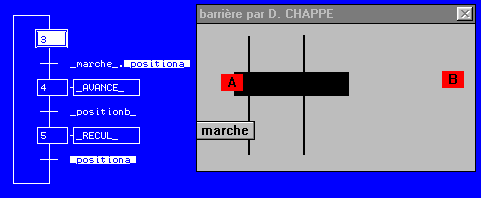 barrière par D. CHAPPE
3
_marche_._positiona_
4 _AVANCE_
_positionb_
5 _RECUL_
_positiona_
A
B
marche